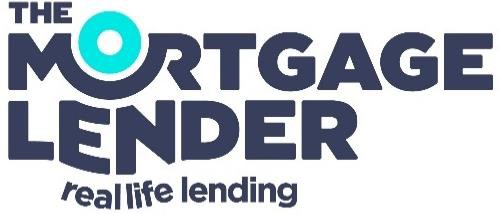 THE
MORTGAGE
LENDER
real life lending